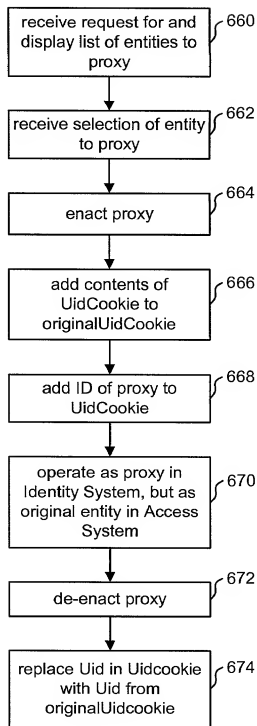 receive request for and
display list of entities to
proxy
660
receive selection of entity
to proxy
662
enact proxy
664
add contents of
UidCookie to
originalUidCookie
666
add ID of proxy to
UidCookie
668
operate as proxy in
Identity System, but as
original entity in Access
System
670
de-enact proxy
672
replace Uid in Uidcookie
with Uid from
originalUidcookie
674